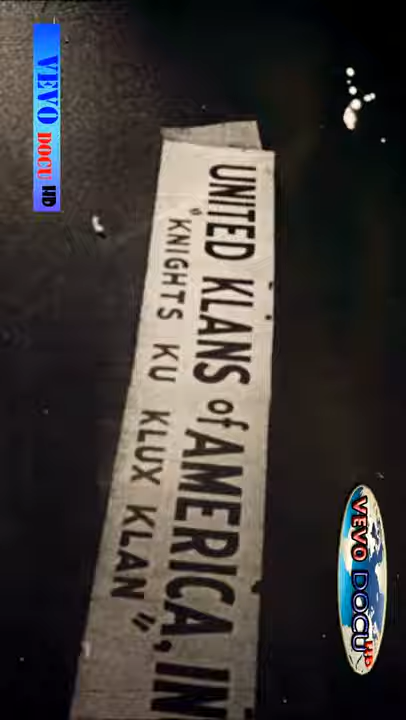 VEVO DOCU HD
UNITED KLANS of AMERICA, IN
"KNIGHTS KU KLUX KLAN"
VEVO DOCU HD